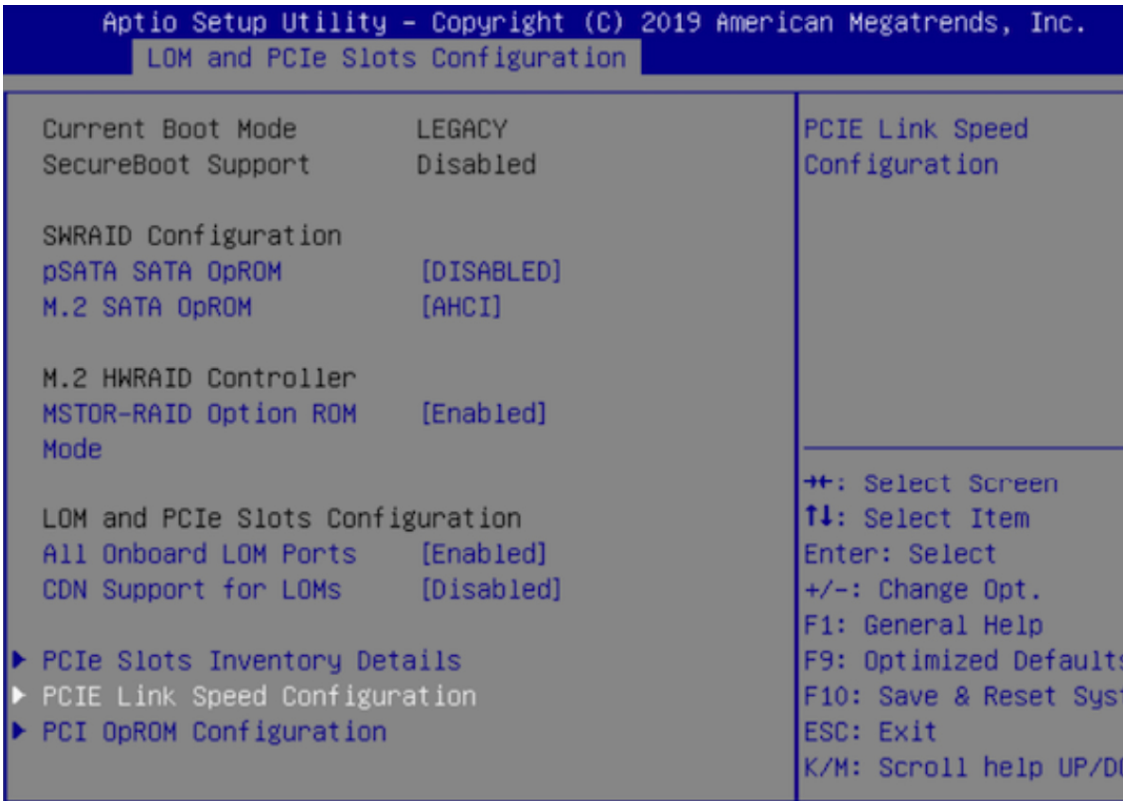 Aptio Setup Utility – Copyright (C) 2019 American Megatrends, Inc.
LOM and PCIe Slots Configuration
Current Boot Mode LEGACY
SecureBoot Support Disabled
SWRAID Configuration
pSATA SATA OpROM [DISABLED]
M.2 SATA OpROM [AHCI]
M.2 HWRAID Controller
MSTOR-RAID Option ROM [Enabled]
Mode
LOM and PCIe Slots Configuration
All Onboard LOM Ports [Enabled]
CDN Support for LOMs [Disabled]
PCIe Slots Inventory Details
PCIE Link Speed Configuration
PCI OpROM Configuration
PCIE Link Speed
Configuration
→←: Select Screen
↑↓: Select Item
Enter: Select
+/-: Change Opt.
F1: General Help
F9: Optimized Defaults
F10: Save & Reset Syst
ESC: Exit
K/M: Scroll help UP/DO